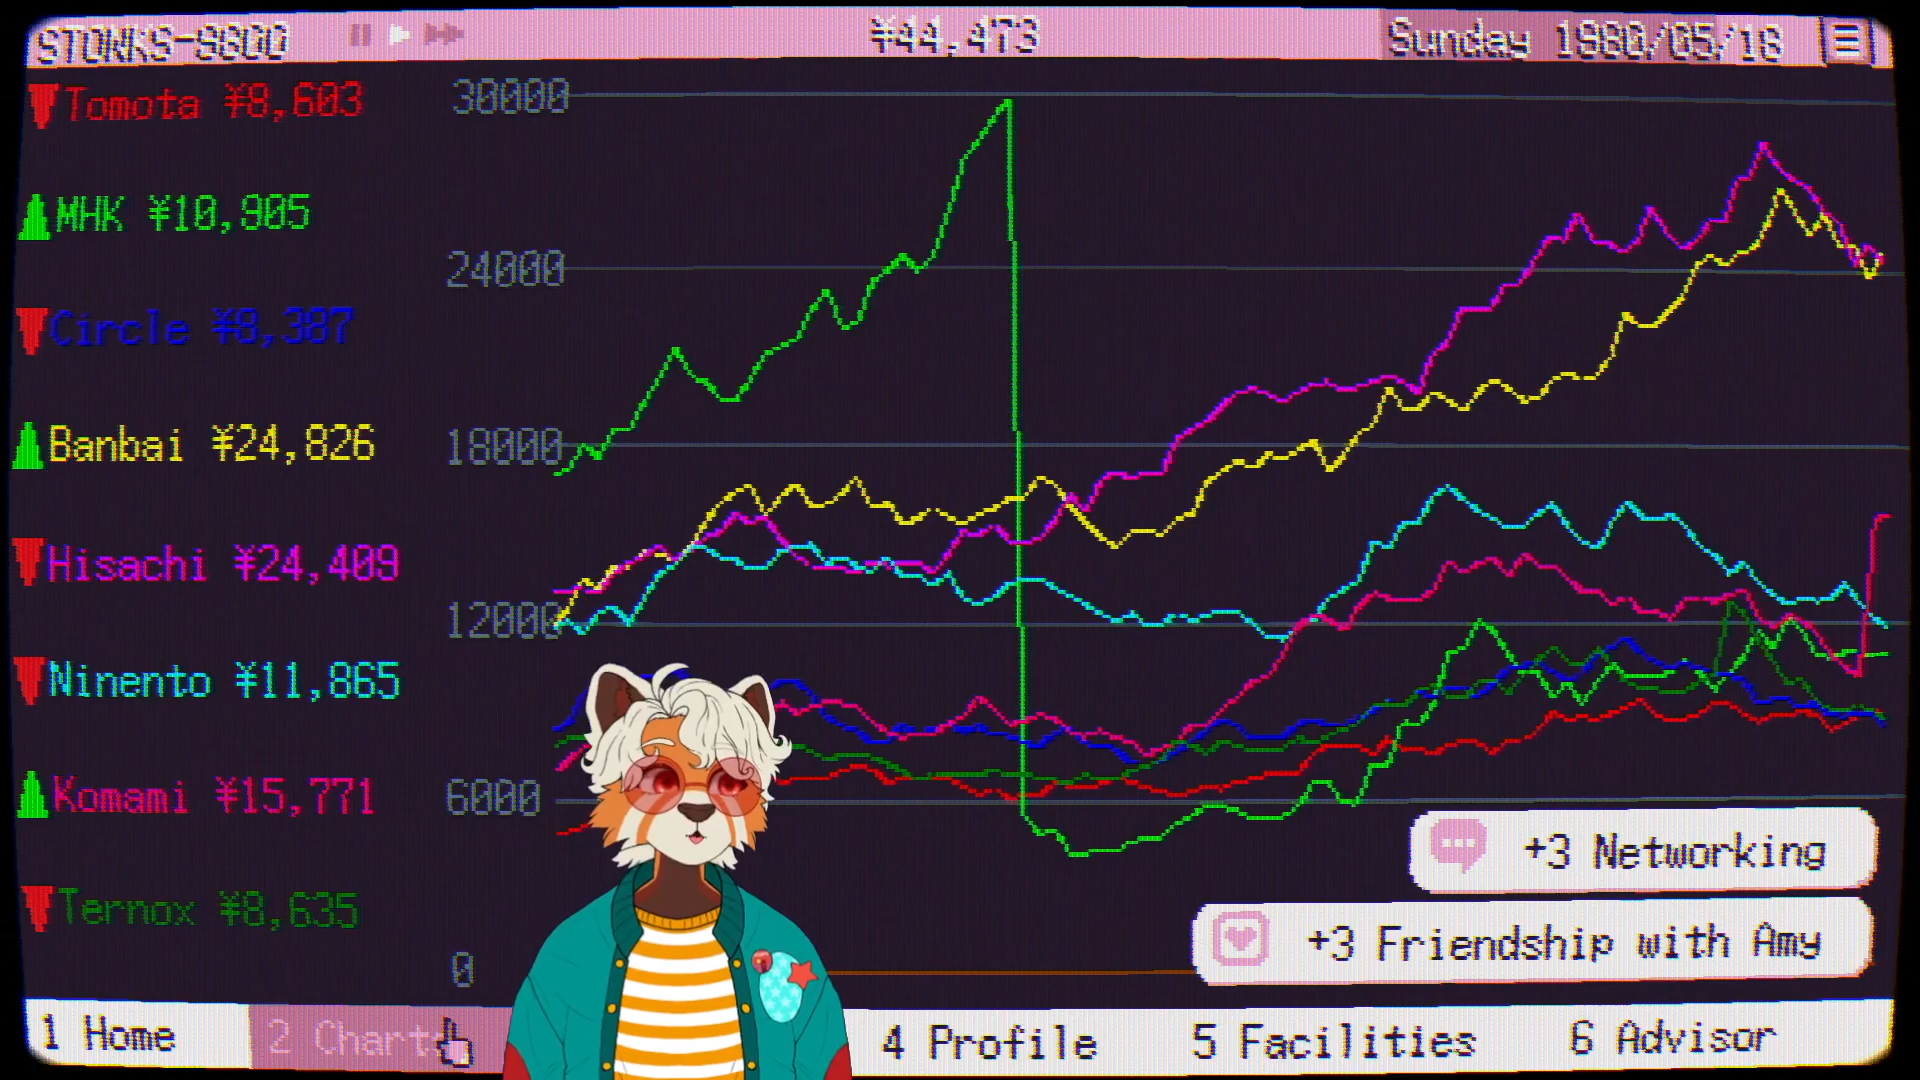 STONKS-9800
¥44,473
Sunday 1980/05/18
Tomota ¥8,603
MHK ¥10,905
Circle ¥8,387
Banbai ¥24,826
Hisachi ¥24,409
Ninento ¥11,865
Komami ¥15,771
Ternox ¥8,635
30000
24000
18000
12000
6000
0
+3 Networking
+3 Friendship with Amy
1 Home
2 Chart
4 Profile
5 Facilities
6 Advisor